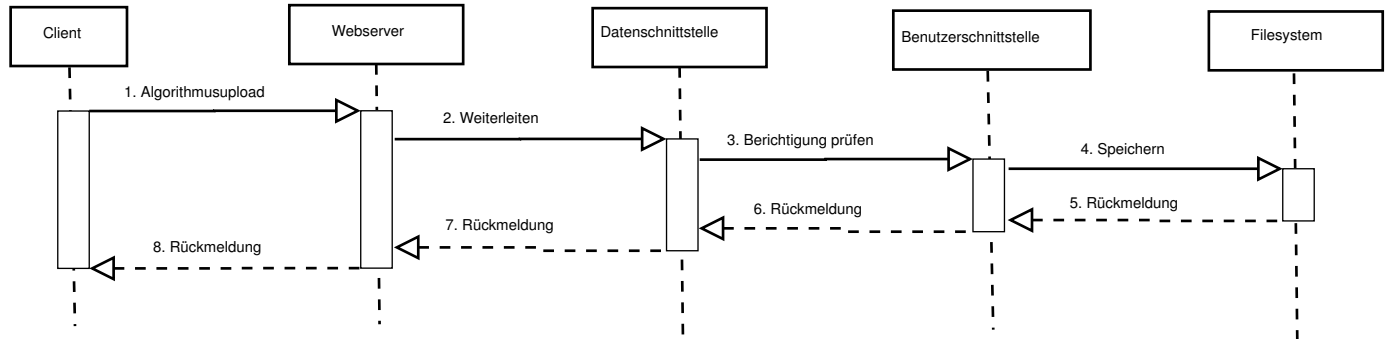 Client
Webserver
Datenschnittstelle
Benutzerschnittstelle
Filesystem
1. Algorithmusupload
2. Weiterleiten
3. Berichtigung prüfen
4. Speichern
5. Rückmeldung
6. Rückmeldung
7. Rückmeldung
8. Rückmeldung